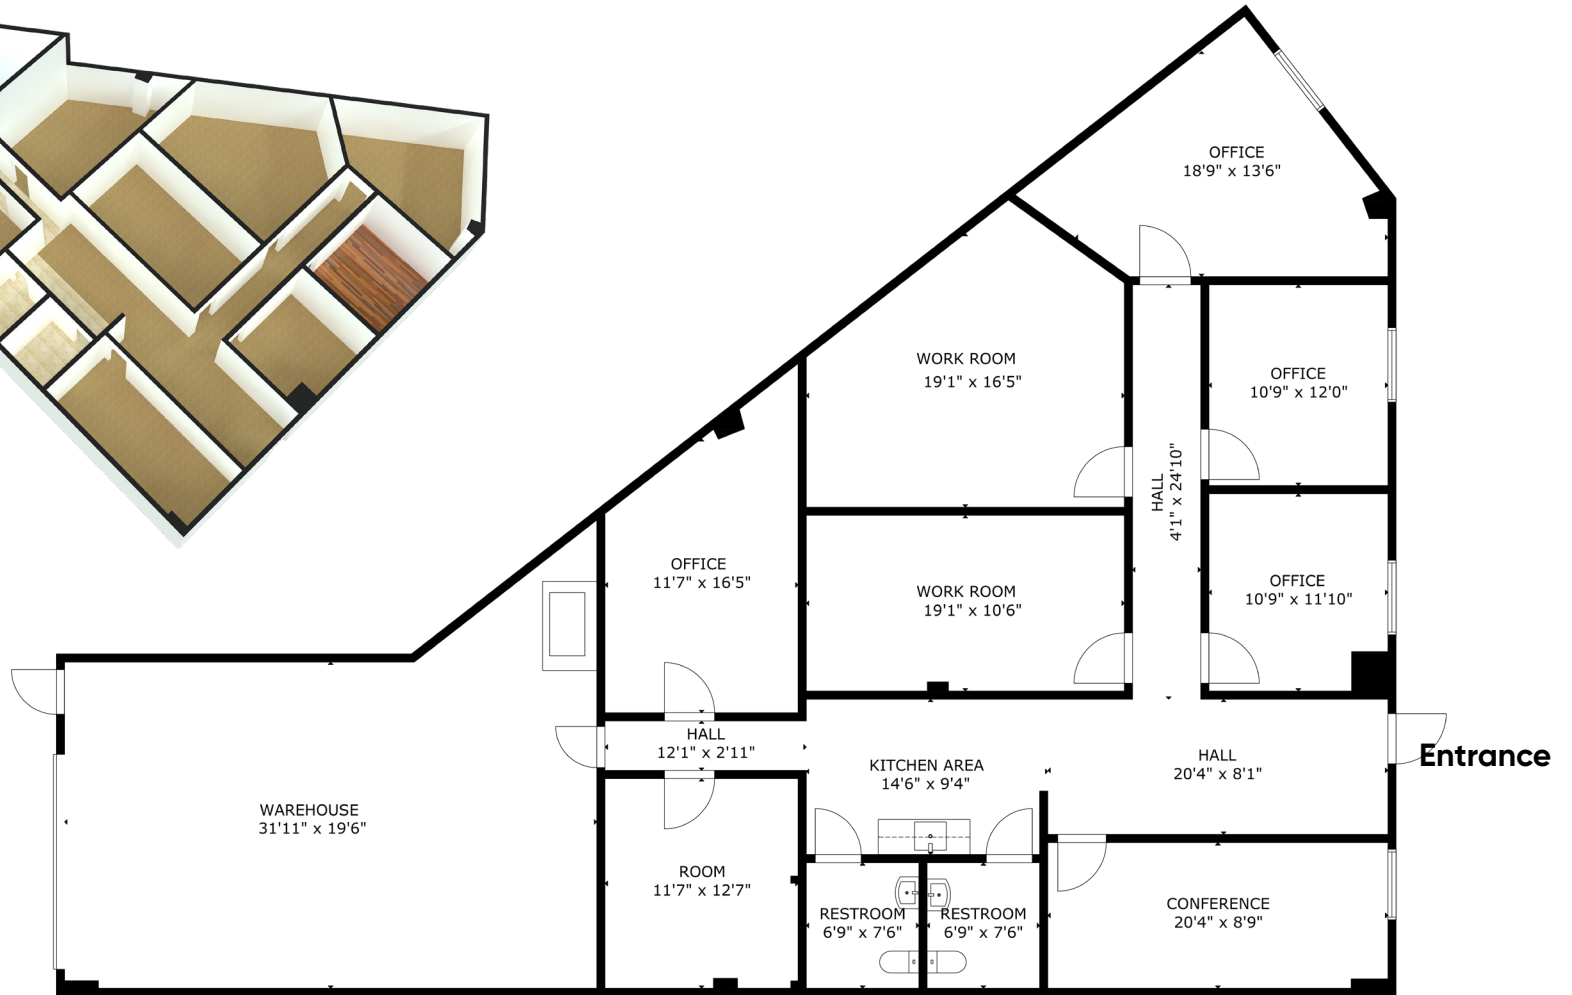 OFFICE
18'9" x 13'6"
WORK ROOM
19'1" x 16'5"
OFFICE
10'9" x 12'0"
HALL
4'1" x 24'10"
OFFICE
11'7" x 16'5"
WORK ROOM
19'1" x 10'6"
OFFICE
10'9" x 11'10"
HALL
12'1" x 2'11"
KITCHEN AREA
14'6" x 9'4"
HALL
20'4" x 8'1"
Entrance
WAREHOUSE
31'11" x 19'6"
ROOM
11'7" x 12'7"
RESTROOM
6'9" x 7'6"
RESTROOM
6'9" x 7'6"
CONFERENCE
20'4" x 8'9"